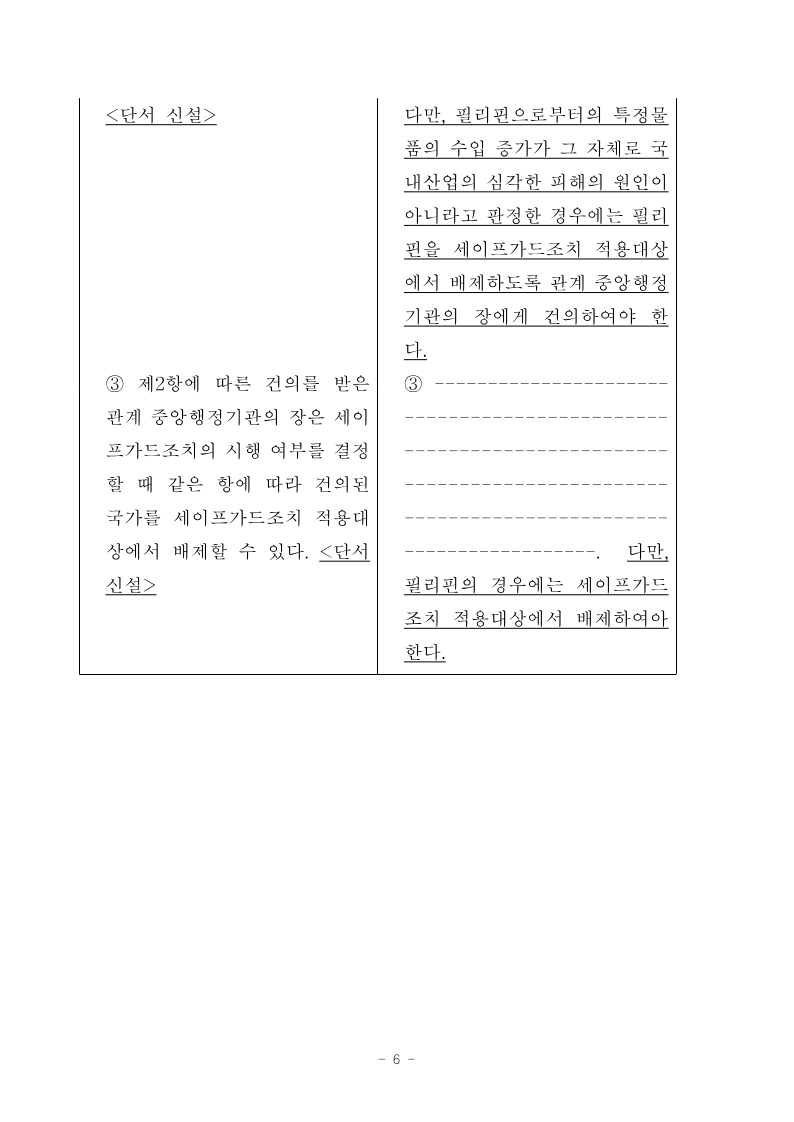 <단서 신설>
③ 제2항에 따른 건의를 받은
관계 중앙행정기관의 장은 세이
프가드조치의 시행 여부를 결정
할 때 같은 항에 따라 건의된
국가를 세이프가드조치 적용대
상에서 배제할 수 있다. <단서
신설>
다만, 필리핀으로부터의 특정물
품의 수입 증가가 그 자체로 국
내산업의 심각한 피해의 원인이
아니라고 판정한 경우에는 필리
핀을 세이프가드조치 적용대상
에서 배제하도록 관계 중앙행정
기관의 장에게 건의하여야 한
다.
③ ----------------------
-------------------------
-------------------------
-------------------------
-------------------------
------------------. 다만,
필리핀의 경우에는 세이프가드
조치 적용대상에서 배제하여아
한다.
- 6 -